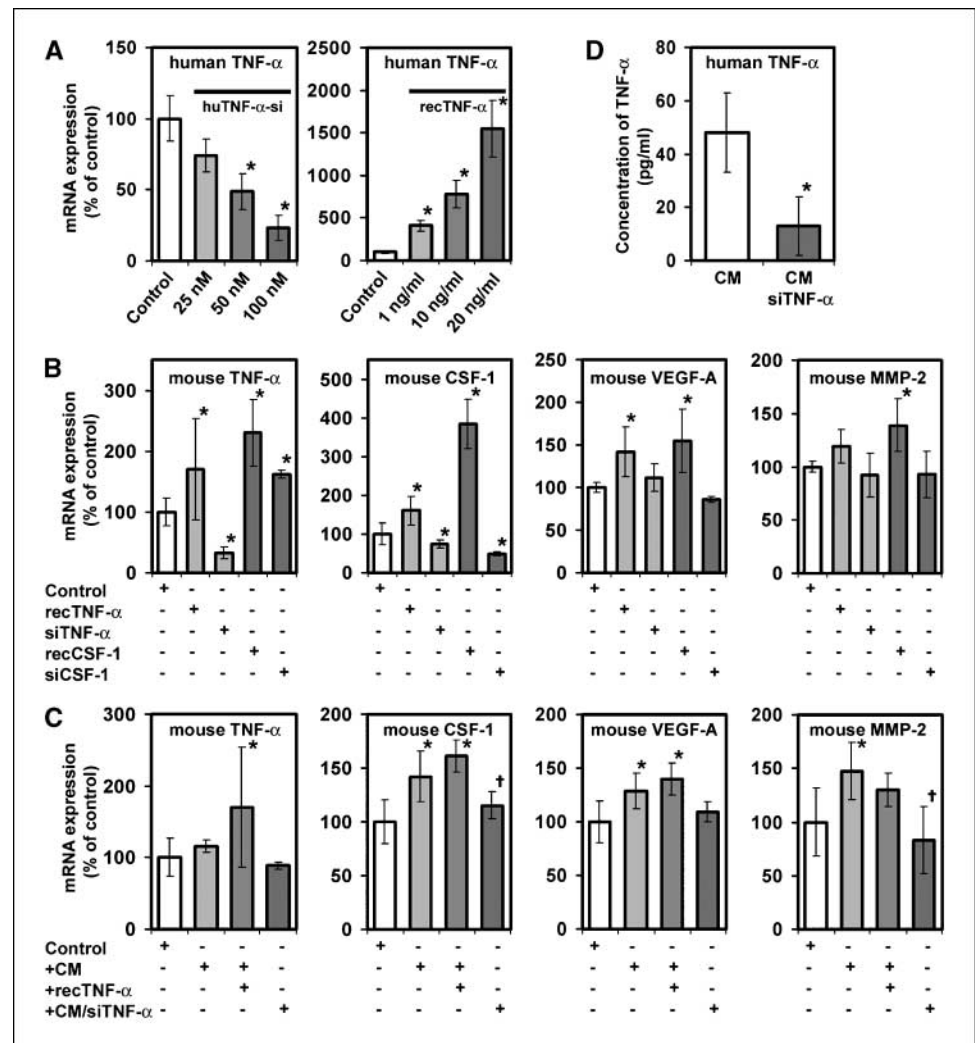 A
mRNA expression
(% of control)
150
100
50
0
human TNF-α
huTNF-α-si
*
*
Control
25 nM
50 nM
100 nM
2500
2000
1500
1000
500
0
human TNF-α
recTNF-α
*
*
*
Control
1 ng/ml
10 ng/ml
20 ng/ml
D
Concentration of TNF-α
(pg/ml)
80
60
40
20
0
human TNF-α
*
CM
CM
siTNF-α
B
mRNA expression
(% of control)
300
200
100
0
mouse TNF-α
*
*
*
*
500
400
300
200
100
0
mouse CSF-1
*
*
*
*
250
200
150
100
50
0
mouse VEGF-A
*
*
200
150
100
50
0
mouse MMP-2
*
Control + - - - - + - - - - + - - - - + - - - -
recTNF-α - + - - - - + - - - - + - - - - + - - -
siTNF-α - - + - - - - + - - - - + - - - - + - -
recCSF-1 - - - + - - - - + - - - - + - - - - + -
siCSF-1 - - - - + - - - - + - - - - + - - - - +
C
mRNA expression
(% of control)
300
200
100
0
mouse TNF-α
*
200
150
100
50
0
mouse CSF-1
*
*
†
200
150
100
50
0
mouse VEGF-A
*
*
200
150
100
50
0
mouse MMP-2
*
†
Control + - - - + - - - + - - - + - - -
+CM - + + - - + + - - + + - - + + -
+recTNF-α - - + - - - + - - - + - - - + -
+CM/siTNF-α - - - + - - - + - - - + - - - +